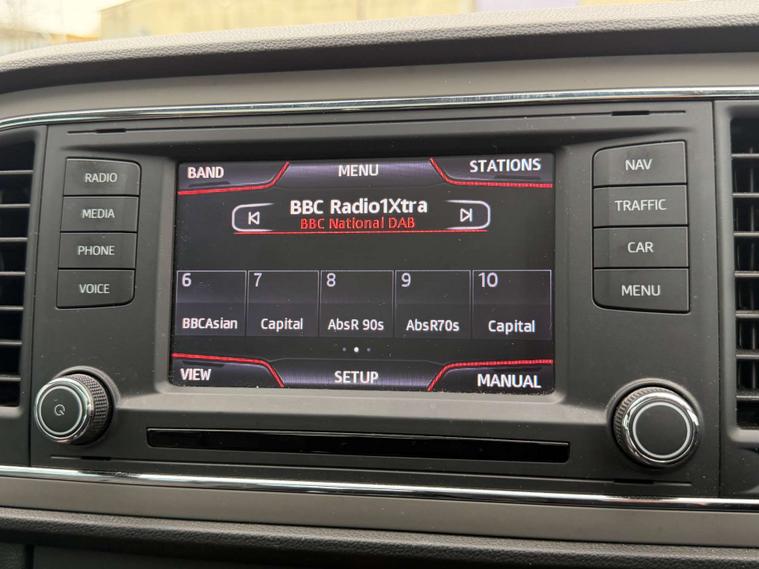 RADIO
MEDIA
PHONE
VOICE
BAND MENU STATIONS
BBC Radio1Xtra
BBC National DAB
6 7 8 9 10
BBCAsian Capital AbsR 90s AbsR70s Capital
VIEW SETUP MANUAL
NAV
TRAFFIC
CAR
MENU